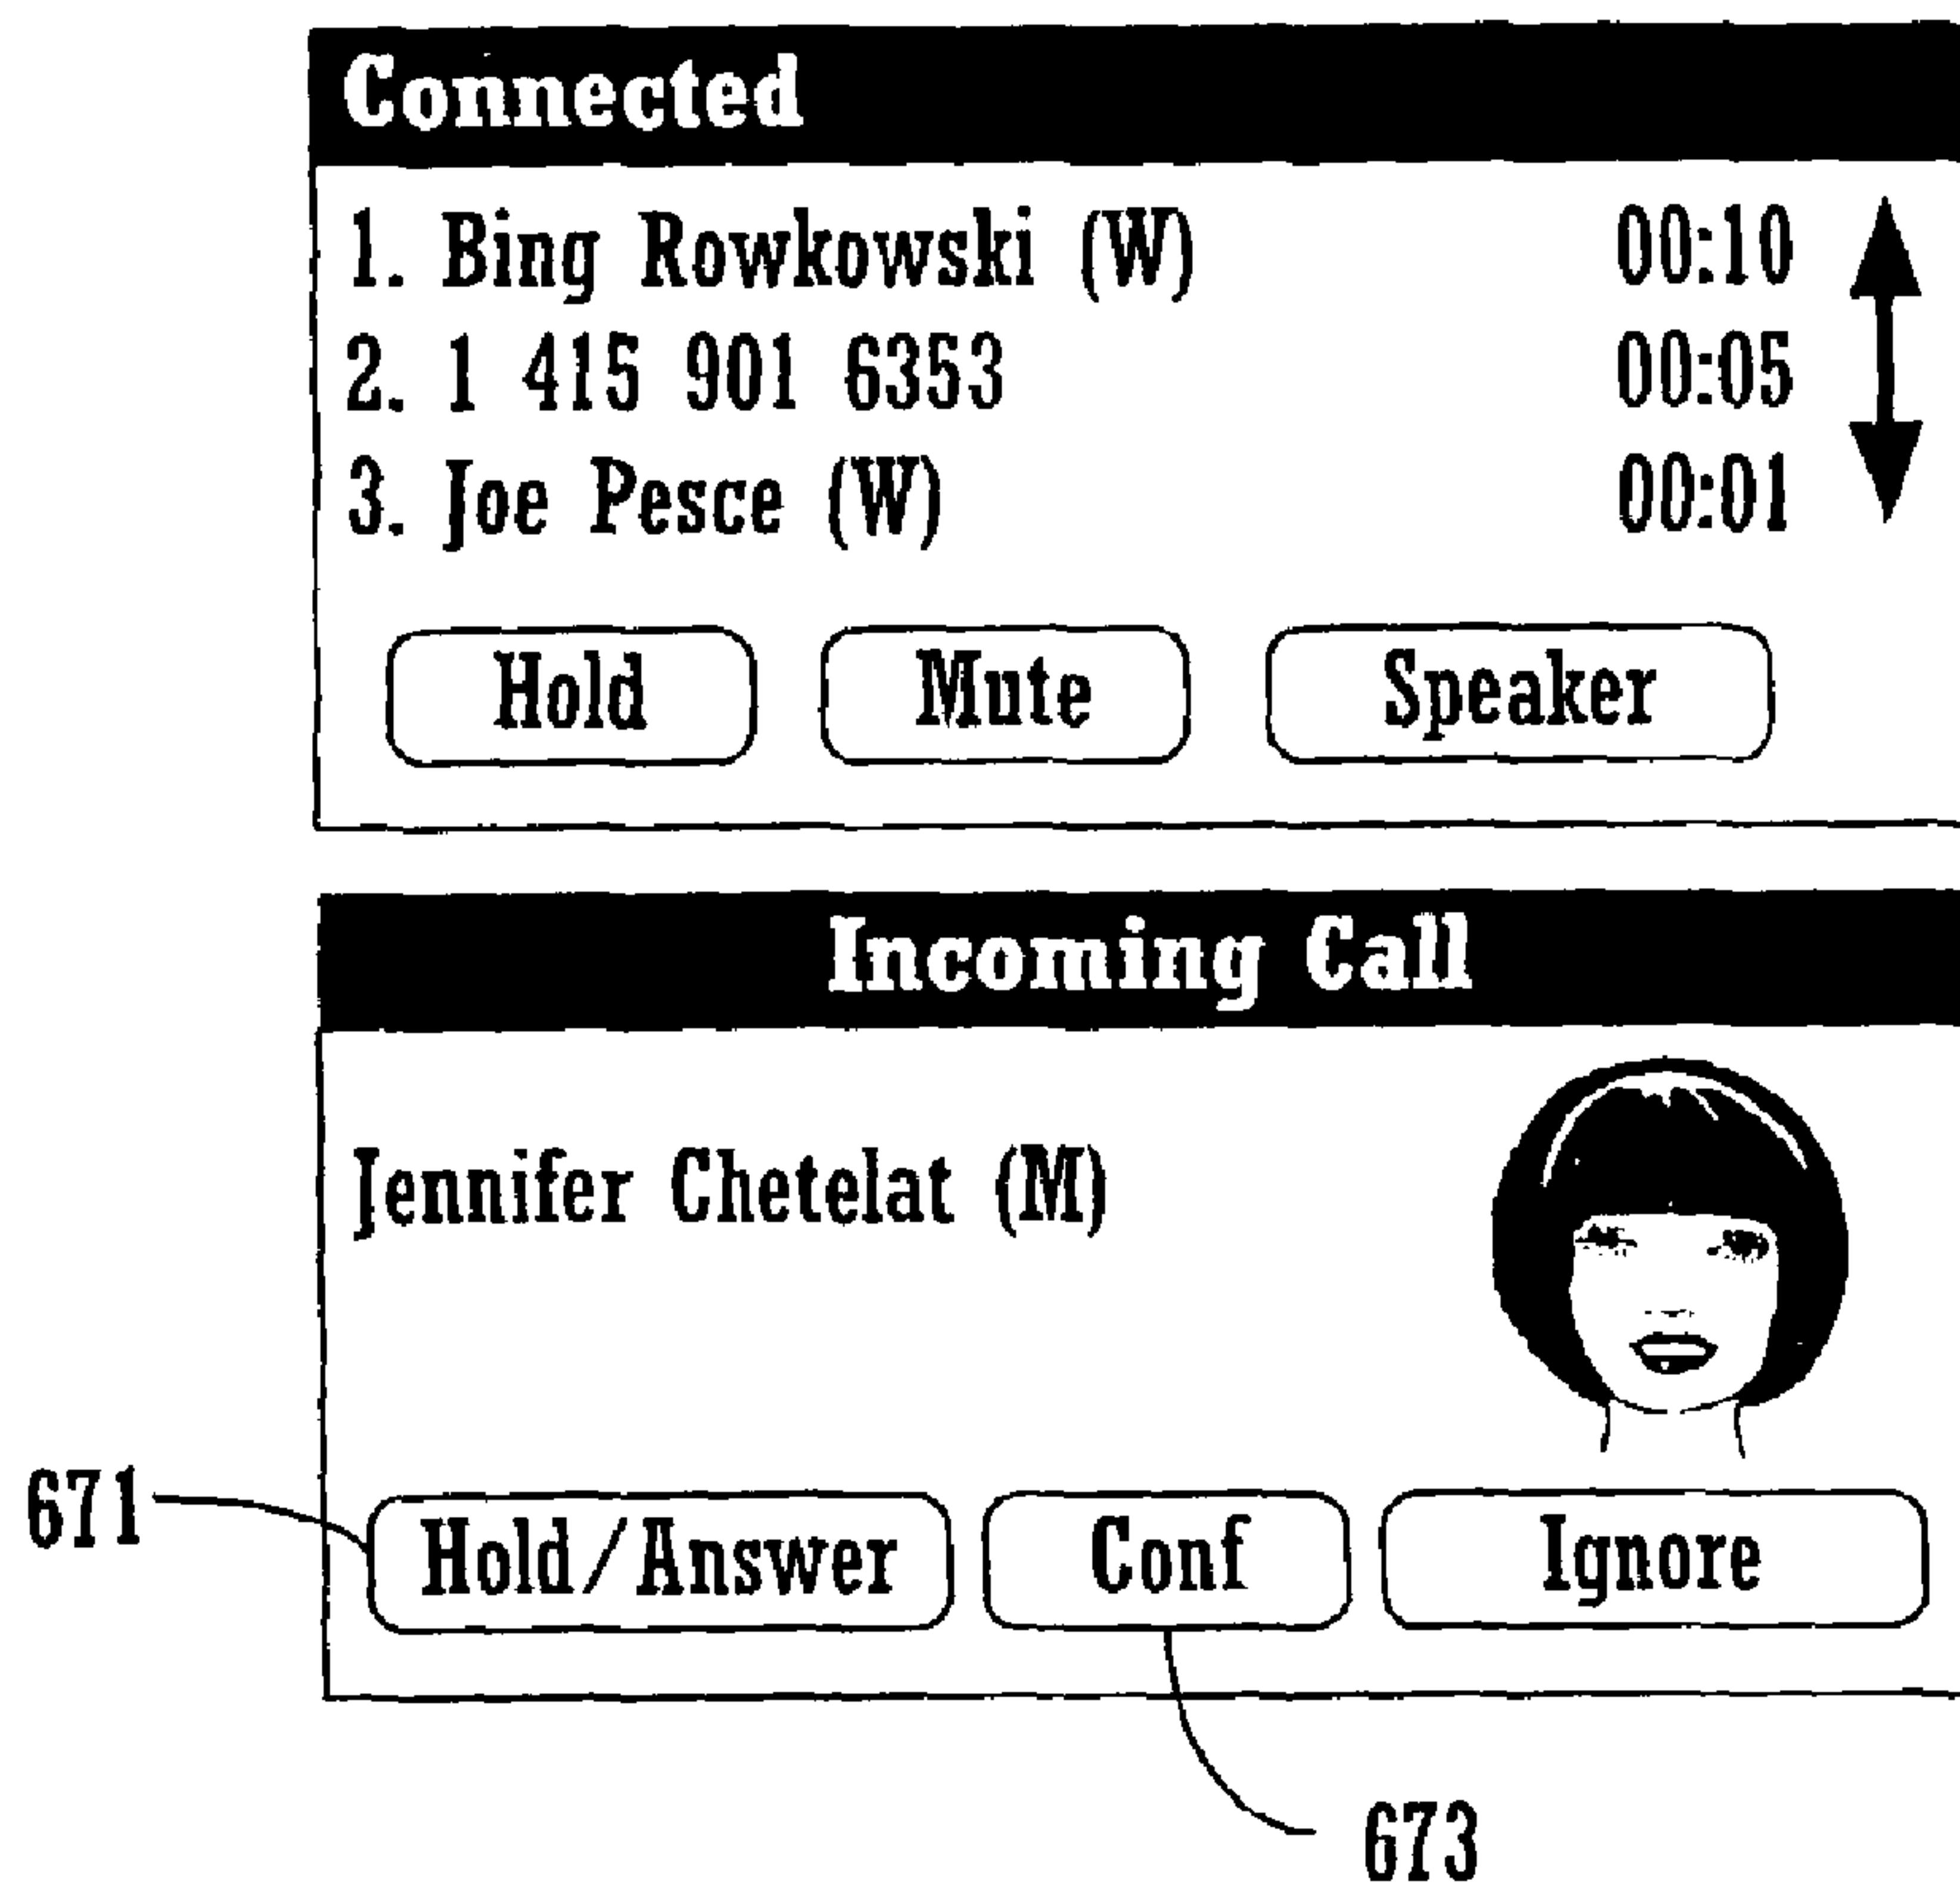 Connected
1. Bing Rowkowski (W) 00:10
2. 1 415 901 6353 00:05
3. Joe Pesce (W) 00:01
Hold Mute Speaker
Incoming Call
Jennifer Chetelat (M)
671
Hold/Answer Conf Ignore
673